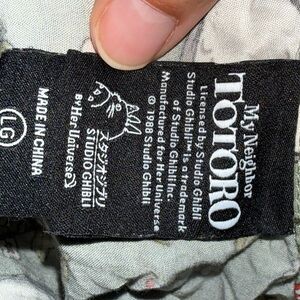 My Neighbor
TOTORO
Licensed by Studio Ghibli
Studio Ghibli™ is a trademark
of Studio Ghibli Inc.
Manufactured for Her Universe
© 1988 Studio Ghibli
スタジオジブリ
STUDIO GHIBLI
By Her Universe
MADE IN CHINA
LG